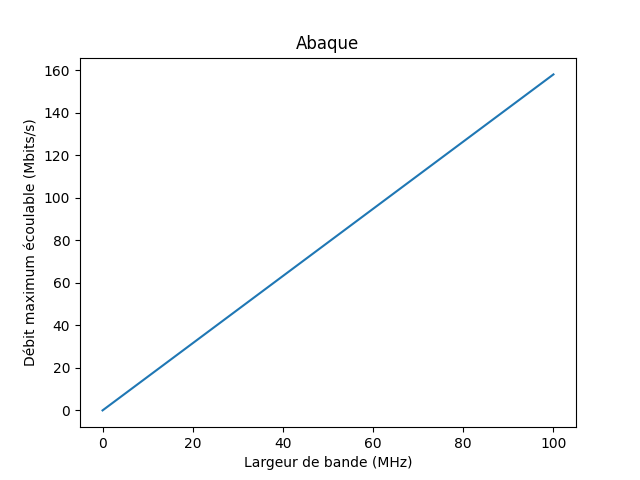 Abaque
Débit maximum écoulable (Mbits/s)
160
140
120
100
80
60
40
20
0
0 20 40 60 80 100
Largeur de bande (MHz)